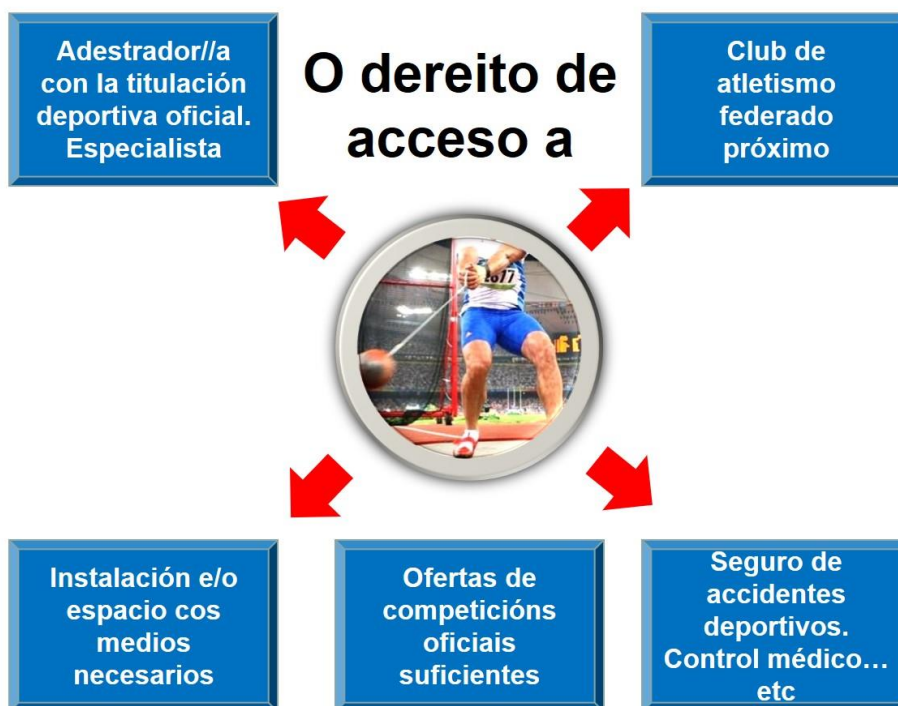 Adestrador//a
con la titulación
deportiva oficial.
Especialista
O dereito de
acceso a
Club de
atletismo
federado
próximo
Instalación e/o
espacio cos
medios
necesarios
Ofertas de
competicións
oficiais
suficientes
Seguro de
accidentes
deportivos.
Control médico…
etc